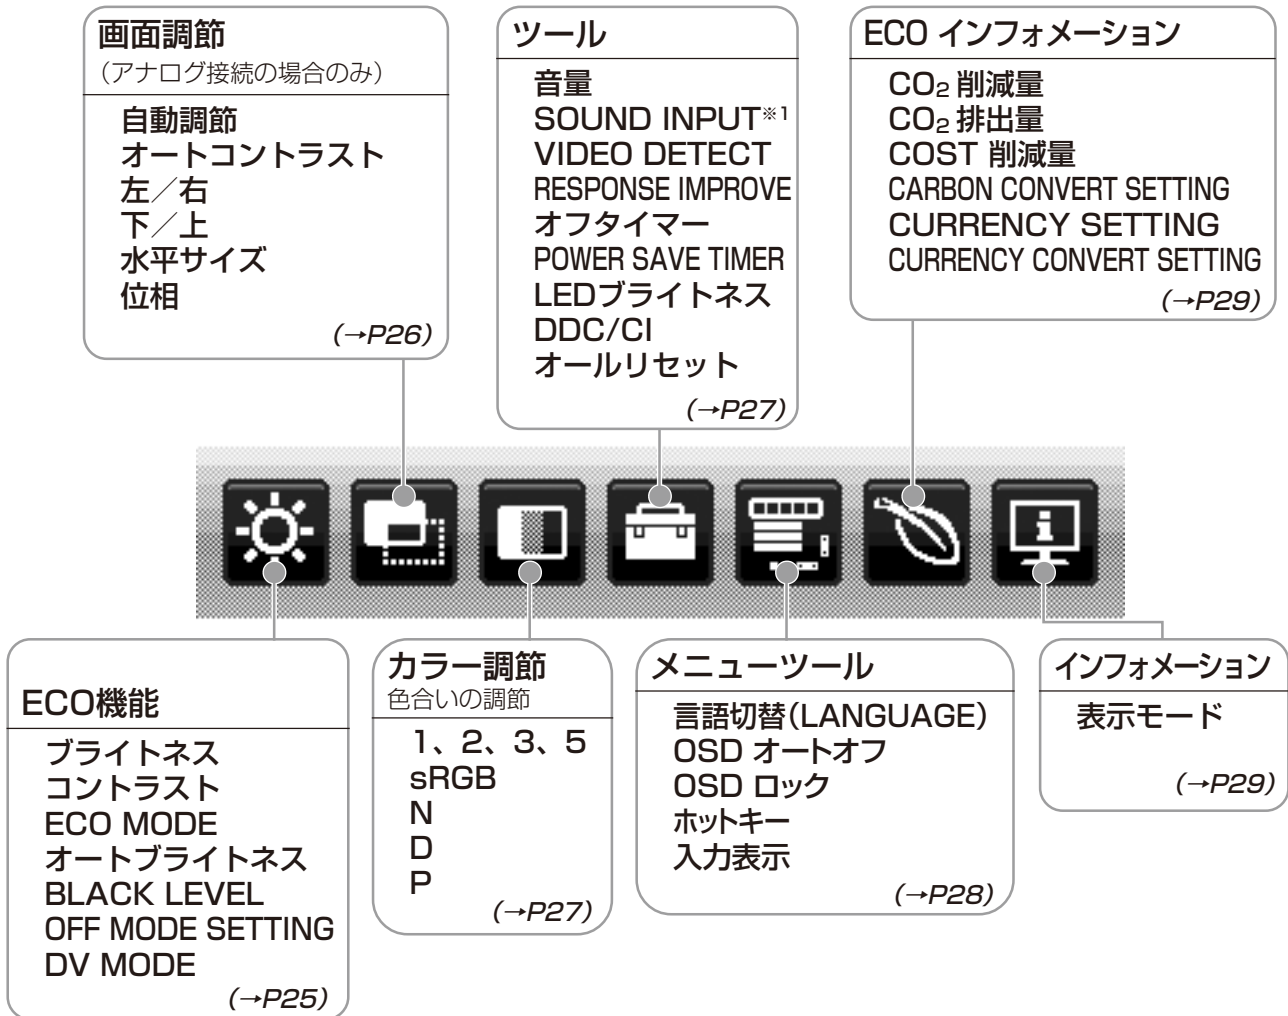 画面調節
（アナログ接続の場合のみ）
自動調節
オートコントラスト
左／右
下／上
水平サイズ
位相
(→P26)
ツール
音量
SOUND INPUT※1
VIDEO DETECT
RESPONSE IMPROVE
オフタイマー
POWER SAVE TIMER
LEDブライトネス
DDC/CI
オールリセット
(→P27)
ECO インフォメーション
CO₂ 削減量
CO₂ 排出量
COST 削減量
CARBON CONVERT SETTING
CURRENCY SETTING
CURRENCY CONVERT SETTING
(→P29)
ECO機能
ブライトネス
コントラスト
ECO MODE
オートブライトネス
BLACK LEVEL
OFF MODE SETTING
DV MODE
(→P25)
カラー調節
色合いの調節
1、2、3、5
sRGB
N
D
P
(→P27)
メニューツール
言語切替（LANGUAGE）
OSD オートオフ
OSD ロック
ホットキー
入力表示
(→P28)
インフォメーション
表示モード
(→P29)